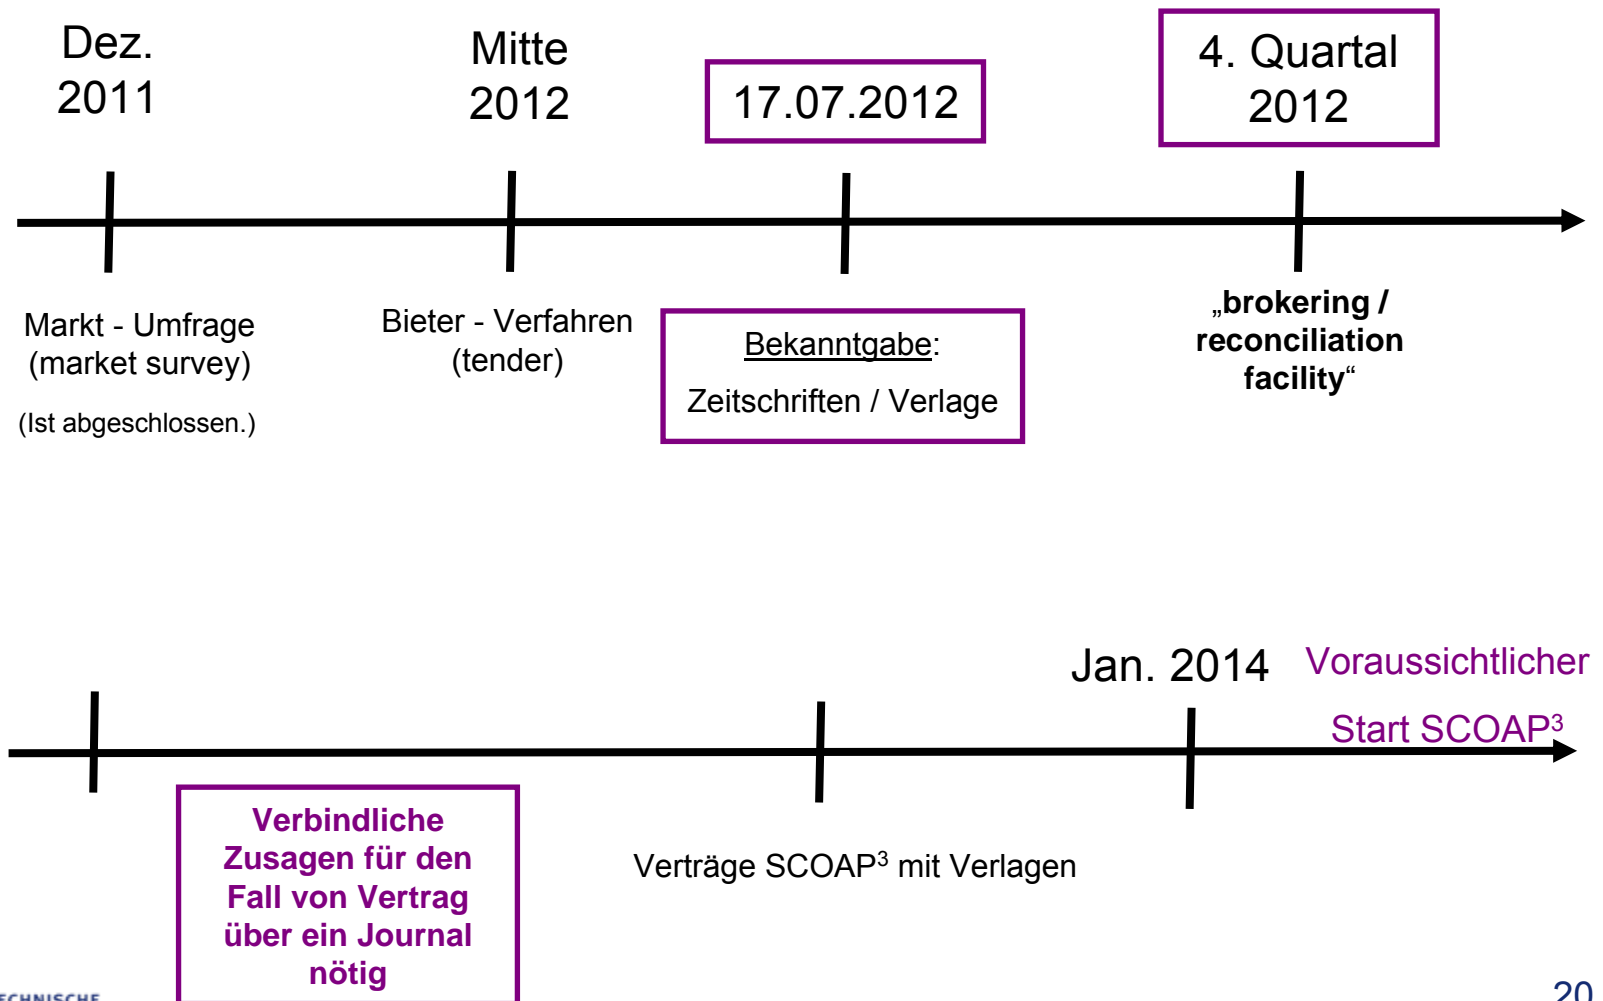 Dez.
2011
Mitte
2012
17.07.2012
4. Quartal
2012
Markt - Umfrage
(market survey)
(Ist abgeschlossen.)
Bieter - Verfahren
(tender)
Bekanntgabe:
Zeitschriften / Verlage
„brokering /
reconciliation
facility“
Jan. 2014
Voraussichtlicher
Start SCOAP³
Verbindliche
Zusagen für den
Fall von Vertrag
über ein Journal
nötig
Verträge SCOAP³ mit Verlagen
20